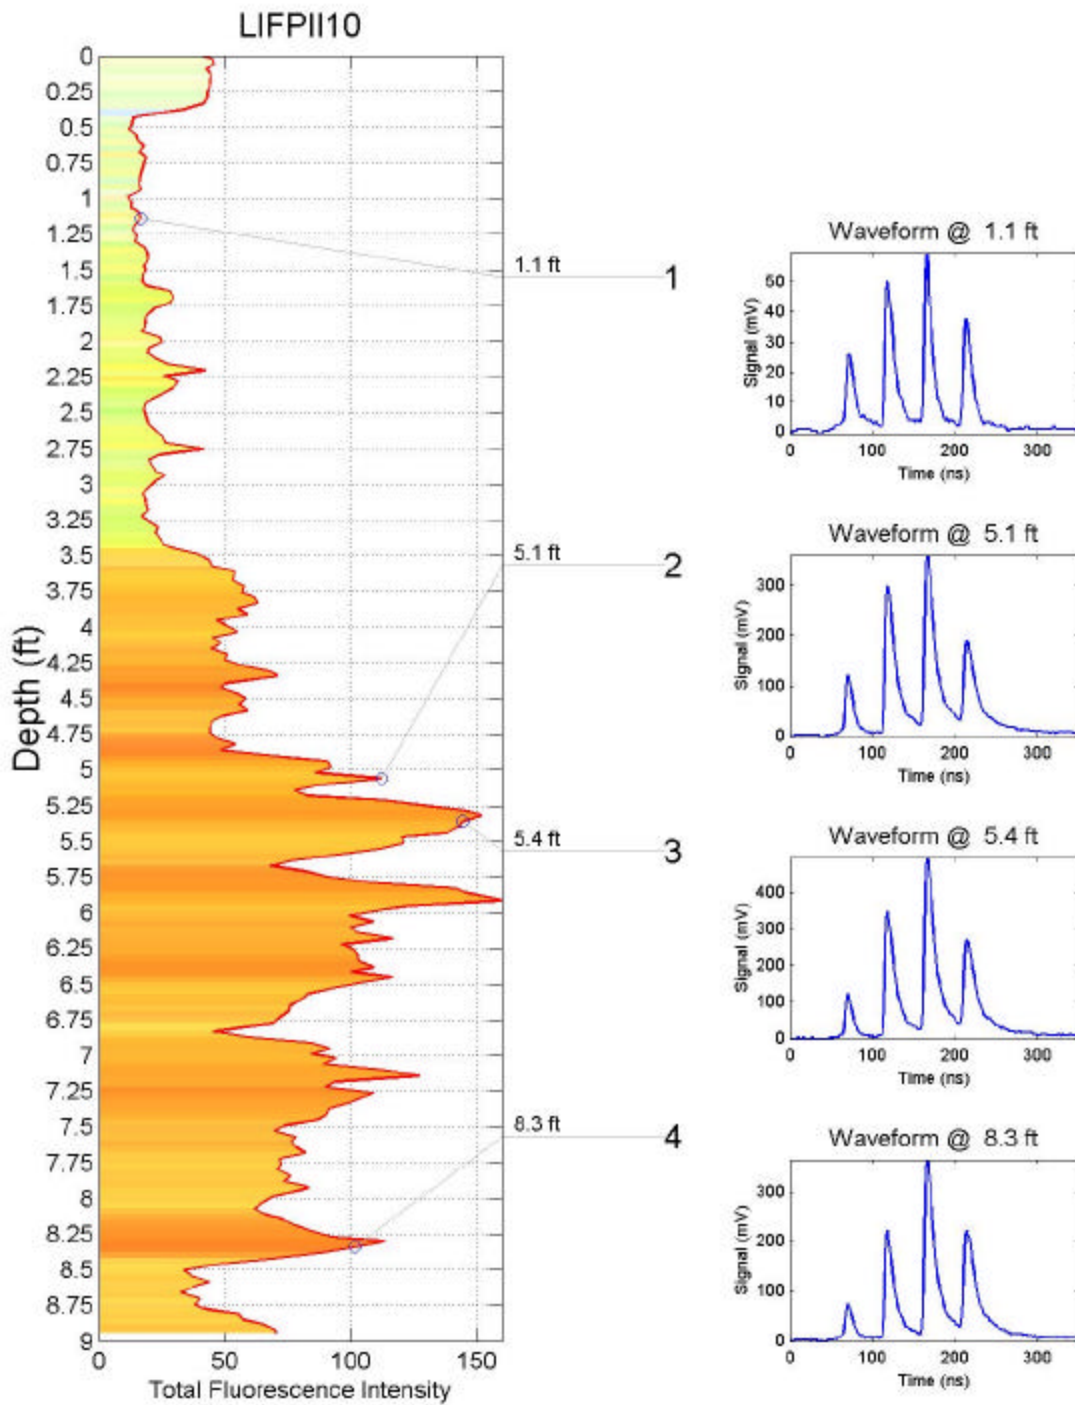 LIFPII10
0
0.25
0.5
0.75
1
1.25
1.5
1.75
2
2.25
2.5
2.75
3
3.25
3.5
3.75
4
4.25
4.5
4.75
5
5.25
5.5
5.75
6
6.25
6.5
6.75
7
7.25
7.5
7.75
8
8.25
8.5
8.75
9
Depth (ft)
0 50 100 150
Total Fluorescence Intensity
1.1 ft
1
5.1 ft
2
5.4 ft
3
8.3 ft
4
Waveform @ 1.1 ft
50
40
30
20
10
0
Signal (mV)
0 100 200 300
Time (ns)
Waveform @ 5.1 ft
300
200
100
0
Signal (mV)
0 100 200 300
Time (ns)
Waveform @ 5.4 ft
400
300
200
100
0
Signal (mV)
0 100 200 300
Time (ns)
Waveform @ 8.3 ft
300
200
100
0
Signal (mV)
0 100 200 300
Time (ns)